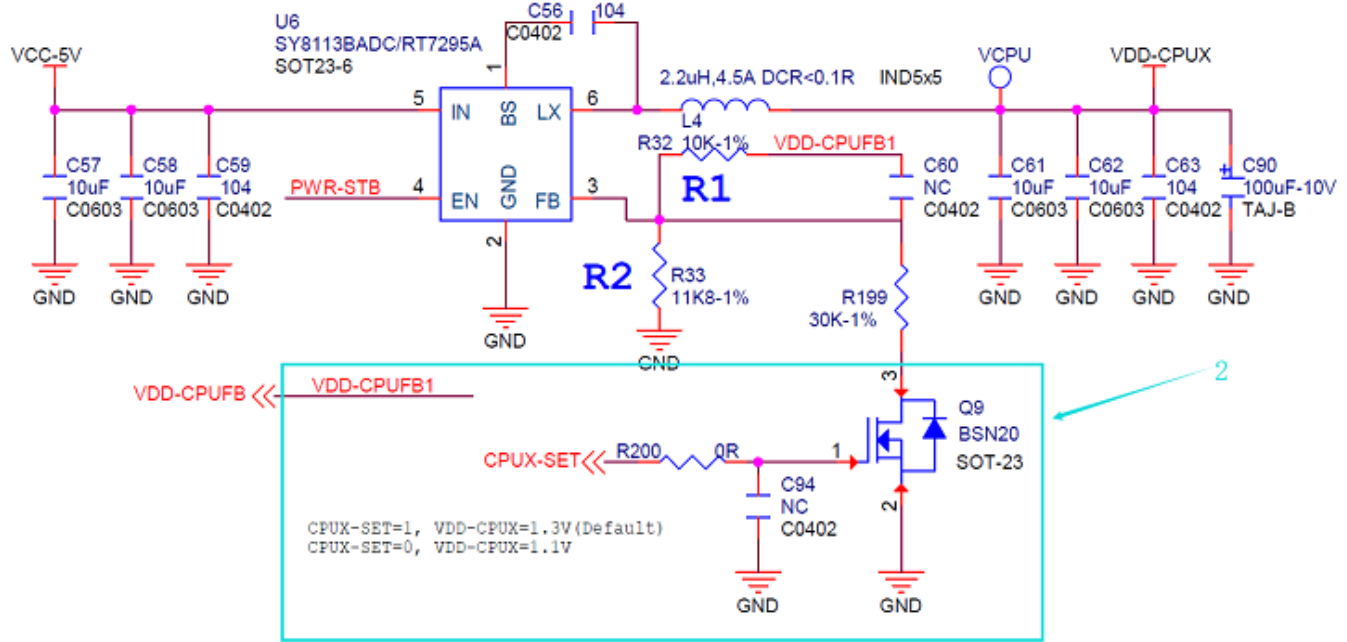 U6
SY8113BADC/RT7295A
SOT23-6
C56
104
C0402
VCC-5V
1
5
IN
BS
LX
6
2.2uH,4.5A DCR<0.1R
IND5x5
L4
VCPU
VDD-CPUX
C57
10uF
C0603
C58
10uF
C0603
C59
104
C0402
PWR-STB
4
EN
GND
FB
3
2
R32 10K-1%
VDD-CPUFB1
R1
C60
NC
C0402
C61
10uF
C0603
C62
10uF
C0603
C63
104
C0402
+
C90
100uF-10V
TAJ-B
R2
R33
11K8-1%
R199
30K-1%
GND
GND
GND
GND
GND
GND
GND
GND
GND
VDD-CPUFB
VDD-CPUFB1
3
2
Q9
BSN20
SOT-23
CPUX-SET
R200
0R
1
2
C94
NC
C0402
CPUX-SET=1, VDD-CPUX=1.3V(Default)
CPUX-SET=0, VDD-CPUX=1.1V
GND
GND